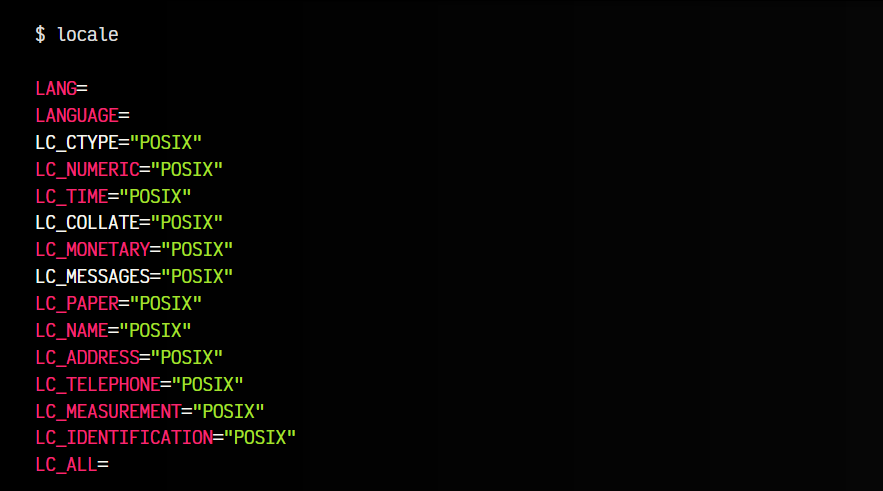 $ locale
LANG=
LANGUAGE=
LC_CTYPE="POSIX"
LC_NUMERIC="POSIX"
LC_TIME="POSIX"
LC_COLLATE="POSIX"
LC_MONETARY="POSIX"
LC_MESSAGES="POSIX"
LC_PAPER="POSIX"
LC_NAME="POSIX"
LC_ADDRESS="POSIX"
LC_TELEPHONE="POSIX"
LC_MEASUREMENT="POSIX"
LC_IDENTIFICATION="POSIX"
LC_ALL=